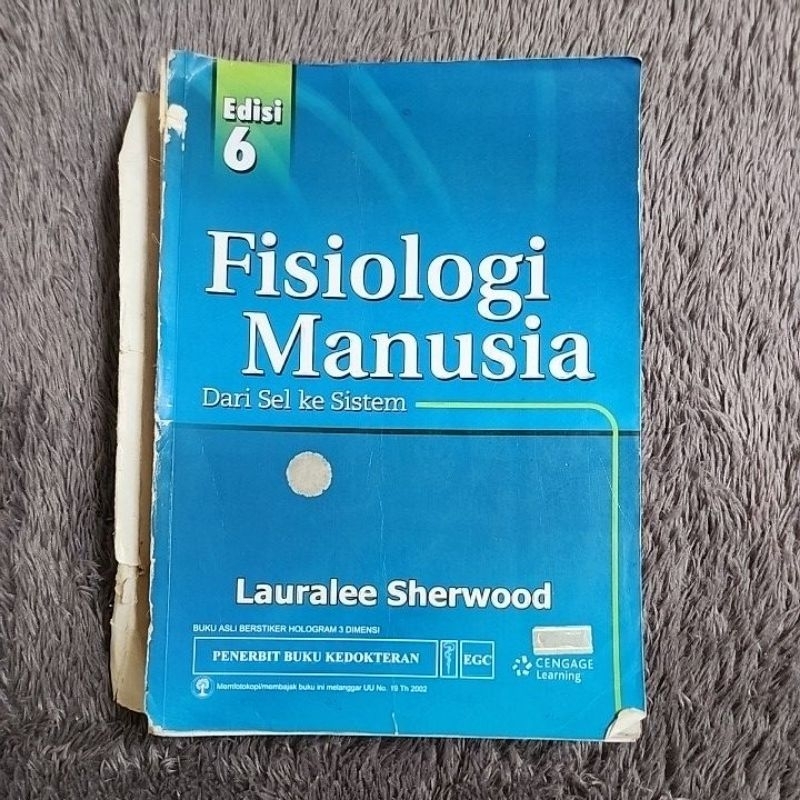 Edisi
6
Fisiologi
Manusia
Dari Sel ke Sistem
Lauralee Sherwood
BUKU ASLI BERSTIKER HOLOGRAM 3 DIMENSI
PENERBIT BUKU KEDOKTERAN
EGC
CENGAGE
Learning
Memfotokopi/membajak buku ini melanggar UU No. 19 Th 2002